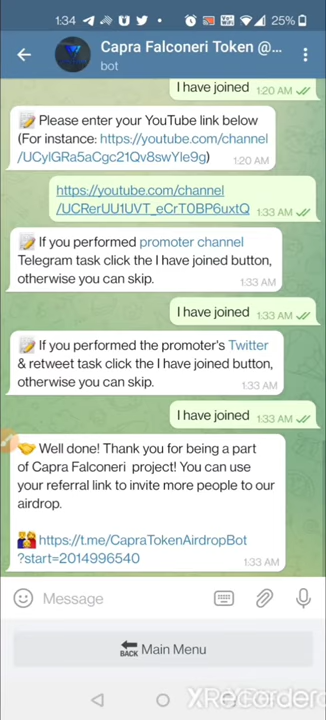 1:34
25%
Capra Falconeri Token @...
bot
I have joined 1:20 AM
Please enter your YouTube link below
(For instance: https://youtube.com/channel
/UCylGRa5aCgc21Qv8swYle9g) 1:20 AM
https://youtube.com/channel
/UCRerUU1UVT_eCrT0BP6uxtQ 1:33 AM
If you performed promoter channel
Telegram task click the I have joined button,
otherwise you can skip. 1:33 AM
I have joined 1:33 AM
If you performed the promoter's Twitter
& retweet task click the I have joined button,
otherwise you can skip. 1:33 AM
I have joined 1:33 AM
Well done! Thank you for being a part
of Capra Falconeri project! You can use
your referral link to invite more people to our
airdrop.
https://t.me/CapraTokenAirdropBot
?start=2014996540 1:33 AM
Message
BACK Main Menu
XRecorder